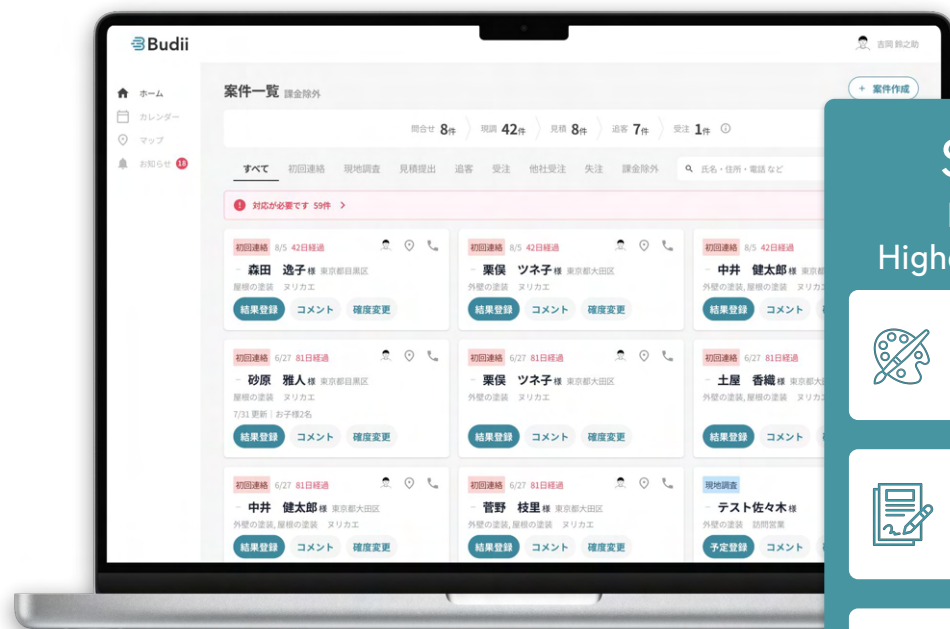 Budii
吉岡 鈴之助
ホーム
カレンダー
マップ
お知らせ 18
案件一覧 課金除外
+ 案件作成
問合せ 8件 現調 42件 見積 8件 追客 7件 受注 1件
すべて 初回連絡 現地調査 見積提出 追客 受注 他社受注 失注 課金除外 氏名・住所・電話 など
対応が必要です 59件
初回連絡 8/5 42日経過
森田 逸子様 東京都目黒区
屋根の塗装 ヌリカエ
結果登録 コメント 確度変更
初回連絡 8/5 42日経過
栗俣 ツネ子様 東京都大田区
外壁の塗装 ヌリカエ
結果登録 コメント 確度変更
初回連絡 8/5 42日経過
中井 健太郎様 東京都
外壁の塗装,屋根の塗装 ヌリカエ
結果登録 コメント
初回連絡 6/27 81日経過
砂原 雅人様 東京都目黒区
屋根の塗装 ヌリカエ
7/31 更新｜お子様2名
結果登録 コメント 確度変更
初回連絡 6/27 81日経過
栗俣 ツネ子様 東京都大田区
外壁の塗装 ヌリカエ
結果登録 コメント 確度変更
初回連絡 6/27 81日経過
土屋 香織様 東京都
外壁の塗装,屋根の塗装 ヌリカエ
結果登録 コメント
初回連絡 6/27 81日経過
中井 健太郎様 東京都大田区
外壁の塗装,屋根の塗装 ヌリカエ
結果登録 コメント 確度変更
初回連絡 6/27 81日経過
菅野 枝里様 東京都大田区
外壁の塗装,屋根の塗装 ヌリカエ
結果登録 コメント 確度変更
現地調査
テスト佐々木様
外壁の塗装 訪問営業
予定登録 コメント
S
Highe